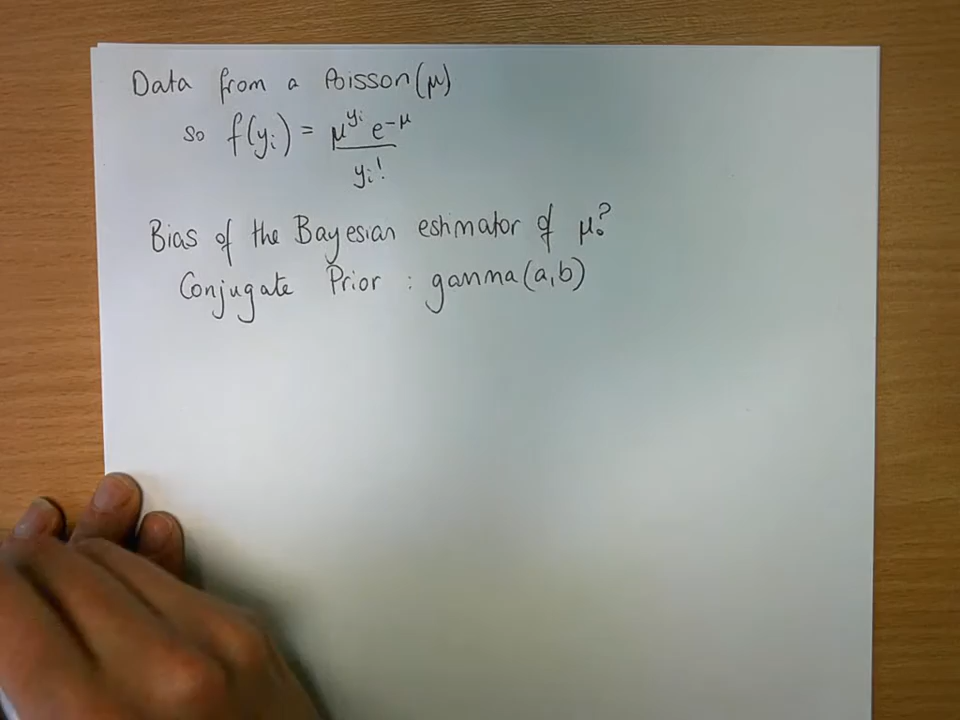 Data from a Poisson(μ)
so f(yᵢ) = μ^yᵢ e^-μ
yᵢ!
Bias of the Bayesian estimator of μ?
Conjugate Prior : gamma(a,b)